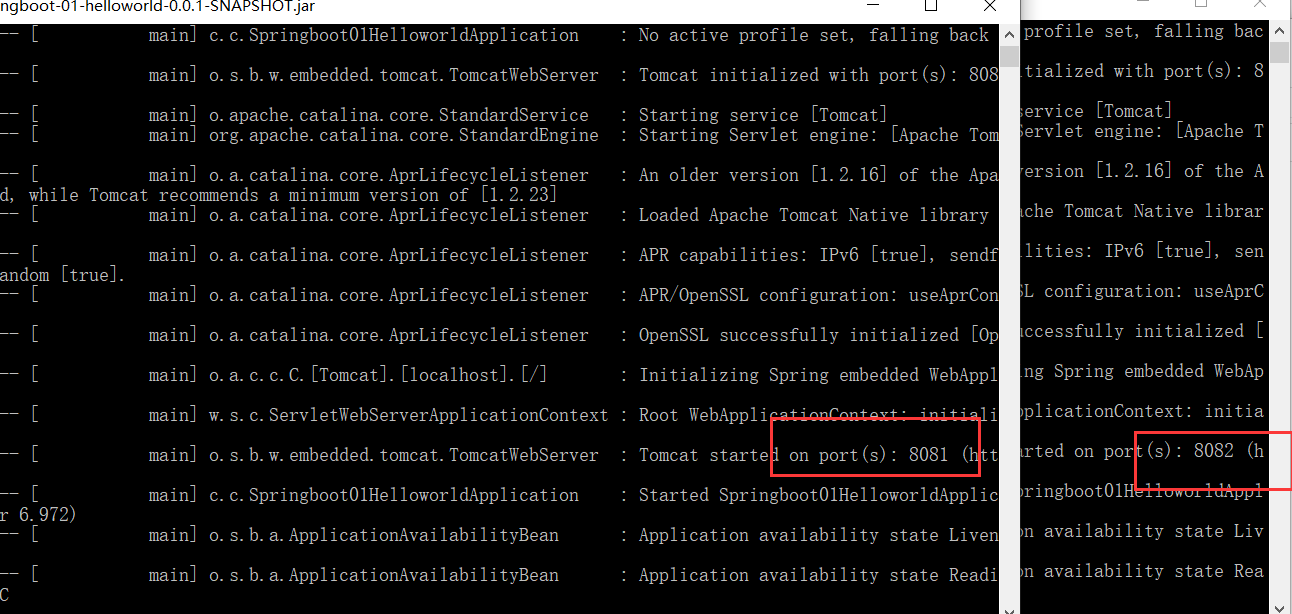 ngboot-01-helloworld-0.0.1-SNAPSHOT.jar
-- [ main] c.c.Springboot01HelloworldApplication : No active profile set, falling back
-- [ main] o.s.b.w.embedded.tomcat.TomcatWebServer : Tomcat initialized with port(s): 808
-- [ main] o.apache.catalina.core.StandardService : Starting service [Tomcat]
-- [ main] org.apache.catalina.core.StandardEngine : Starting Servlet engine: [Apache Tom
-- [ main] o.a.catalina.core.AprLifecycleListener : An older version [1.2.16] of the Apa
d, while Tomcat recommends a minimum version of [1.2.23]
-- [ main] o.a.catalina.core.AprLifecycleListener : Loaded Apache Tomcat Native library
-- [ main] o.a.catalina.core.AprLifecycleListener : APR capabilities: IPv6 [true], sendf
andom [true].
-- [ main] o.a.catalina.core.AprLifecycleListener : APR/OpenSSL configuration: useAprCon
-- [ main] o.a.catalina.core.AprLifecycleListener : OpenSSL successfully initialized [Op
-- [ main] o.a.c.c.C.[Tomcat].[localhost].[/] : Initializing Spring embedded WebAppl
-- [ main] w.s.c.ServletWebServerApplicationContext : Root WebApplicationContext: initiali
-- [ main] o.s.b.w.embedded.tomcat.TomcatWebServer : Tomcat started on port(s): 8081 (htt
-- [ main] c.c.Springboot01HelloworldApplication : Started Springboot01HelloworldApplic
r 6.972)
-- [ main] o.s.b.a.ApplicationAvailabilityBean : Application availability state Liven
-- [ main] o.s.b.a.ApplicationAvailabilityBean : Application availability state Readi
C
profile set, falling bac
itialized with port(s): 8
service [Tomcat]
Servlet engine: [Apache T
version [1.2.16] of the A
ache Tomcat Native librar
ilities: IPv6 [true], sen
SL configuration: useAprC
uccessfully initialized [
ing Spring embedded WebAp
pplicationContext: initia
arted on port(s): 8082 (h
pringboot01HelloworldAppl
on availability state Liv
on availability state Rea